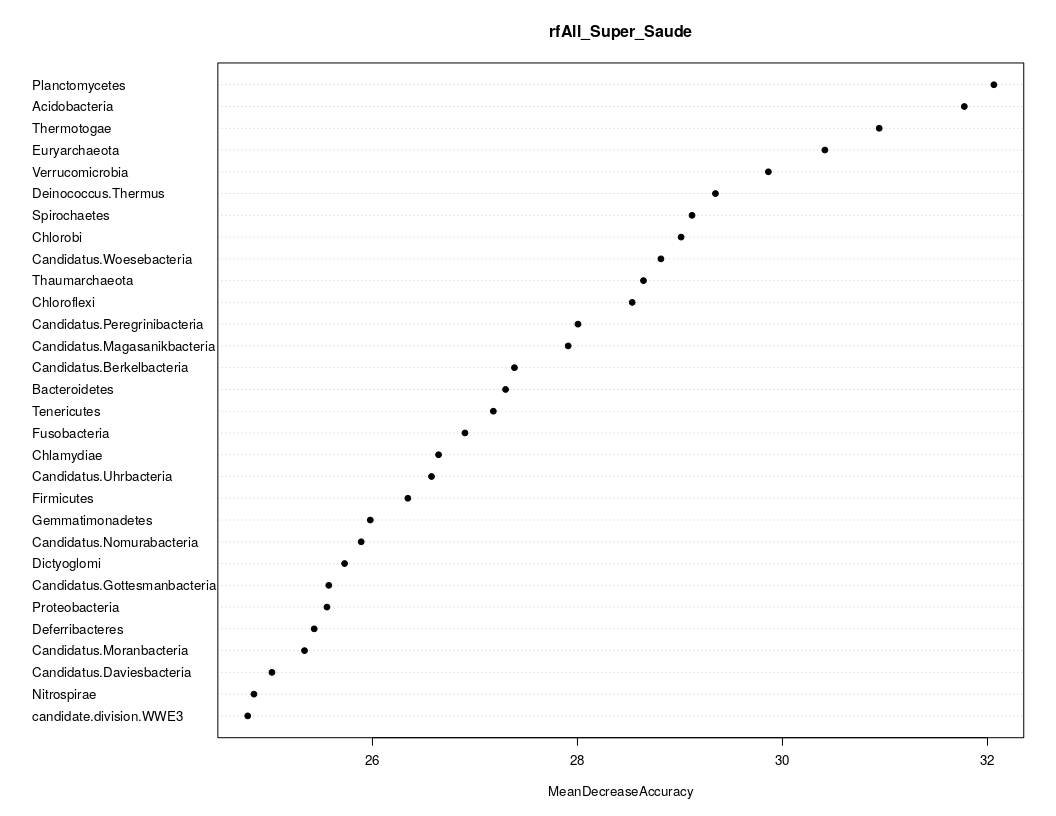 rfAll_Super_Saude
Planctomycetes
Acidobacteria
Thermotogae
Euryarchaeota
Verrucomicrobia
Deinococcus.Thermus
Spirochaetes
Chlorobi
Candidatus.Woesebacteria
Thaumarchaeota
Chloroflexi
Candidatus.Peregrinibacteria
Candidatus.Magasanikbacteria
Candidatus.Berkelbacteria
Bacteroidetes
Tenericutes
Fusobacteria
Chlamydiae
Candidatus.Uhrbacteria
Firmicutes
Gemmatimonadetes
Candidatus.Nomurabacteria
Dictyoglomi
Candidatus.Gottesmanbacteria
Proteobacteria
Deferribacteres
Candidatus.Moranbacteria
Candidatus.Daviesbacteria
Nitrospirae
candidate.division.WWE3
26 28 30 32
MeanDecreaseAccuracy